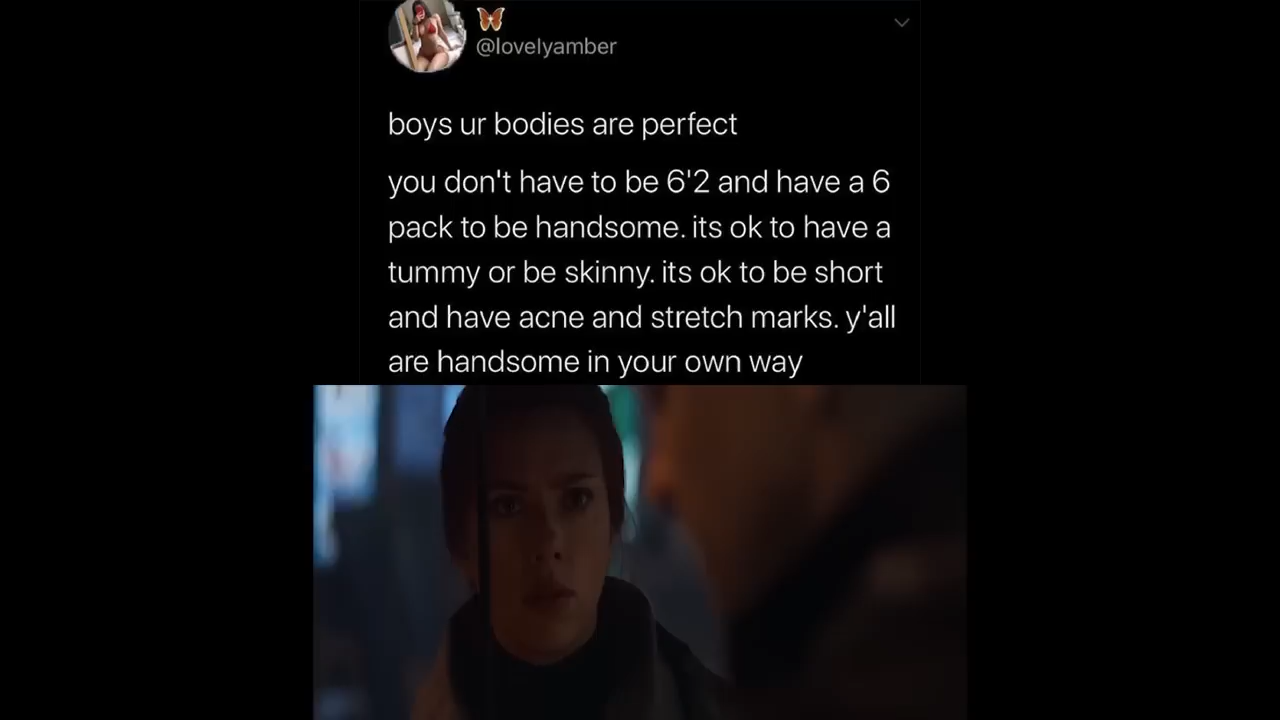 @lovelyamber
boys ur bodies are perfect
you don't have to be 6'2 and have a 6
pack to be handsome. its ok to have a
tummy or be skinny. its ok to be short
and have acne and stretch marks. y'all
are handsome in your own way